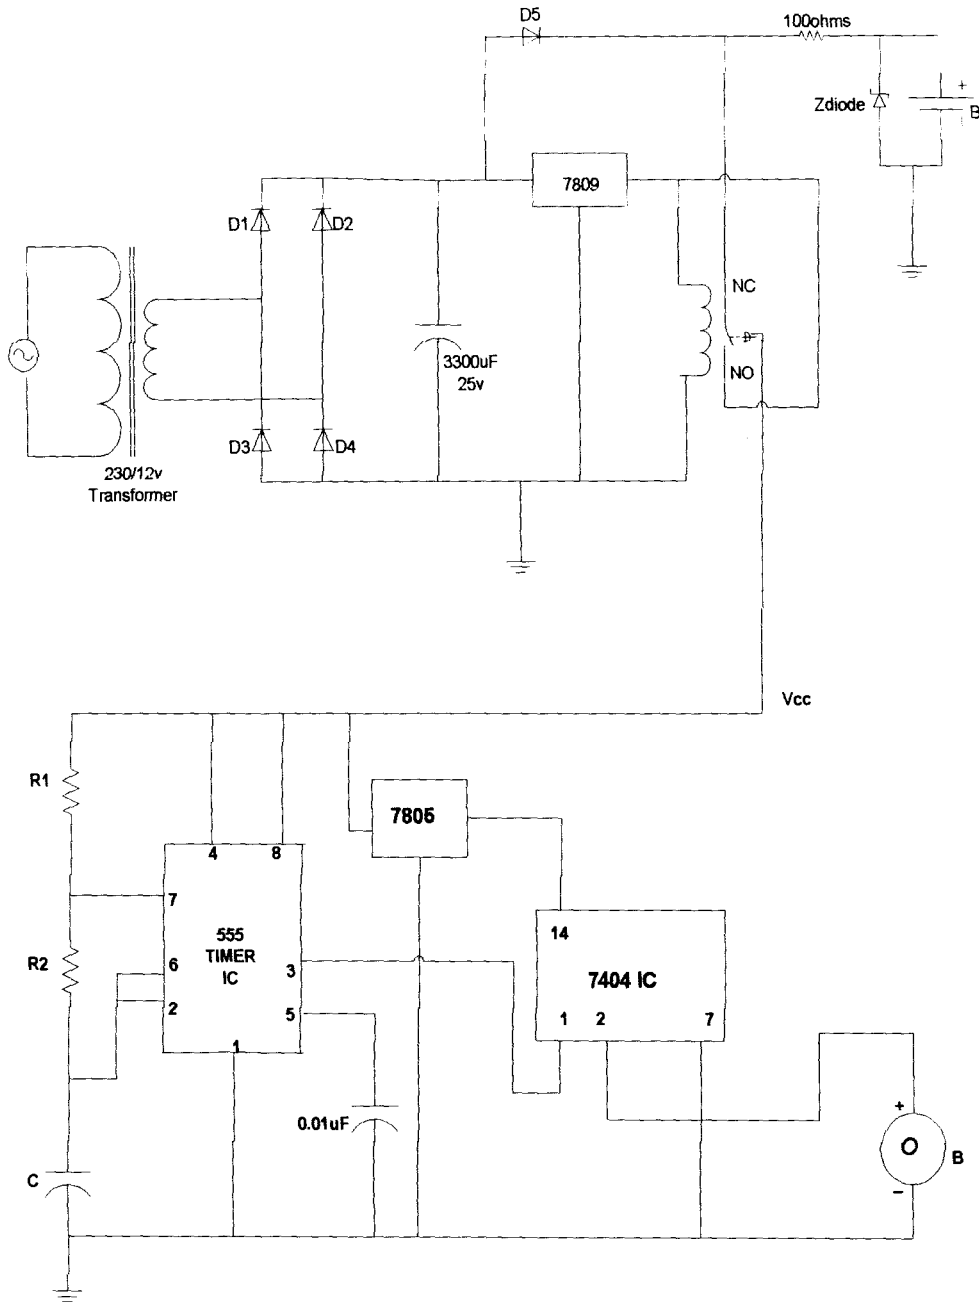 D5
100ohms
Zdiode
+
B
7809
D1
D2
NC
3300uF
25v
NO
D3
D4
230/12v
Transformer
Vcc
R1
7805
4
8
7
14
555
TIMER
IC
R2
6
3
7404 IC
2
5
1
2
7
1
0.01uF
+
O
B
C
−